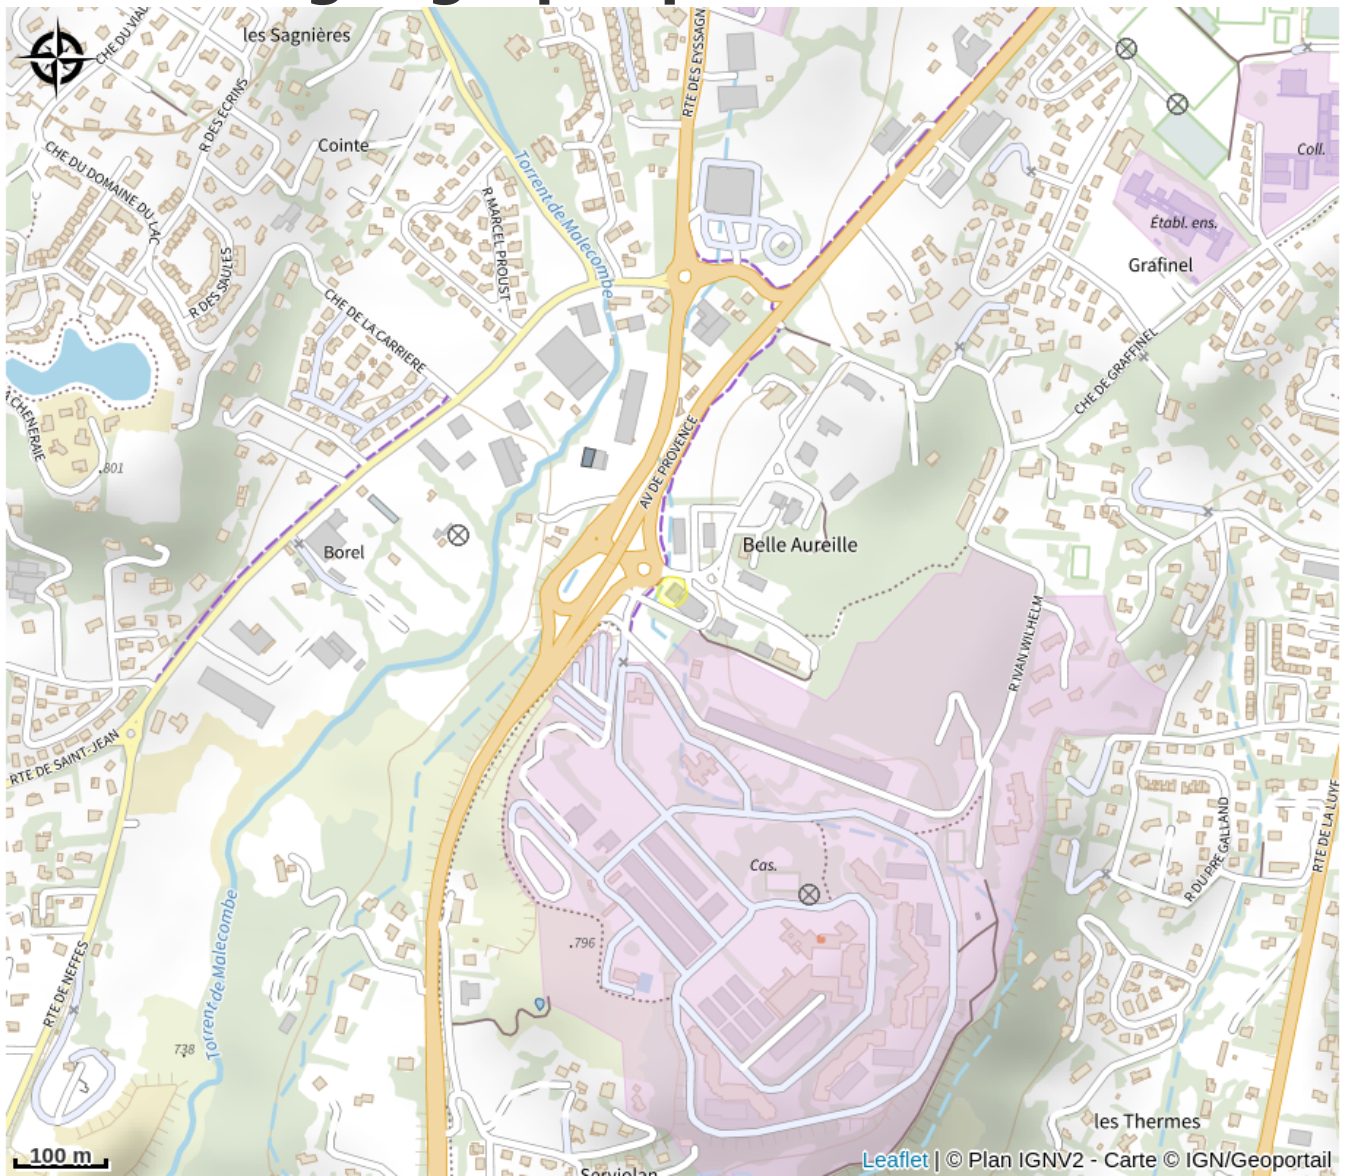 les Sagnières
CHE DU VIAL
R DES ECRINS
RTE DES EYSSAGN
Cointe
Torrent de Malecombe
CHE DU DOMAINE DU LAC
R MARCEL PROUST
Coll.
Établ. ens.
Grafinel
R DES SAULES
CHE DE LA CARRIERE
CHE DE GRAFFINEL
A CHENERAIE
801
AV DE PROVENCE
Borel
Belle Aureille
R IVAN WILHELM
RTE DE SAINT-JEAN
R DU PRE GALLAND
RTE DE LA LUYE
Cas.
Torrent de Malecombe
796
RTE DE NEFFES
738
les Thermes
100 m
Serviolan
Leaflet | © Plan IGNV2 - Carte © IGN/Geoportail